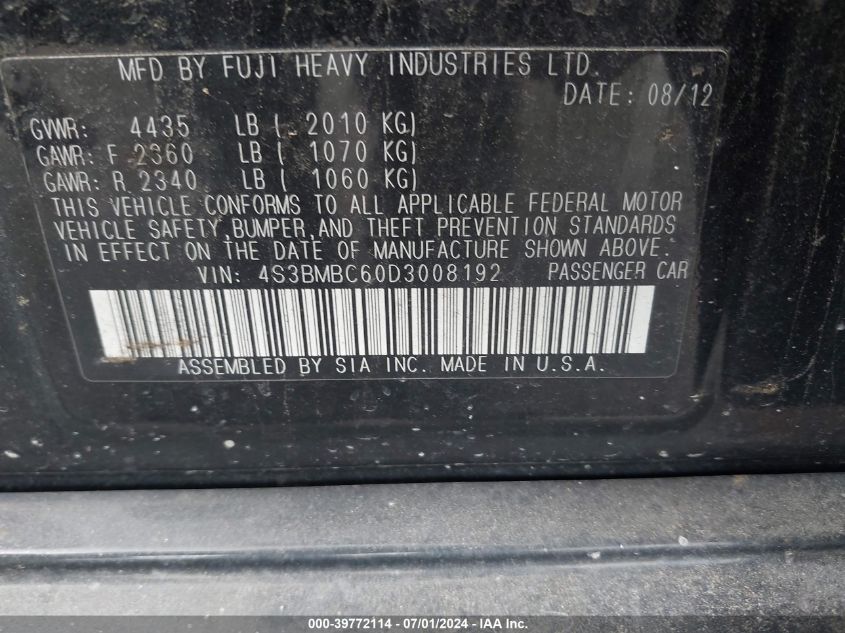 MFD BY FUJI HEAVY INDUSTRIES LTD.
DATE: 08/12
GVWR: 4435 LB ( 2010 KG)
GAWR: F 2360 LB ( 1070 KG)
GAWR: R 2340 LB ( 1060 KG)
THIS VEHICLE CONFORMS TO ALL APPLICABLE FEDERAL MOTOR
VEHICLE SAFETY, BUMPER, AND THEFT PREVENTION STANDARDS
IN EFFECT ON THE DATE OF MANUFACTURE SHOWN ABOVE.
VIN: 4S3BMBC60D3008192 PASSENGER CAR
ASSEMBLED BY SIA INC. MADE IN U.S.A.
000-39772114 - 07/01/2024 - IAAI.com